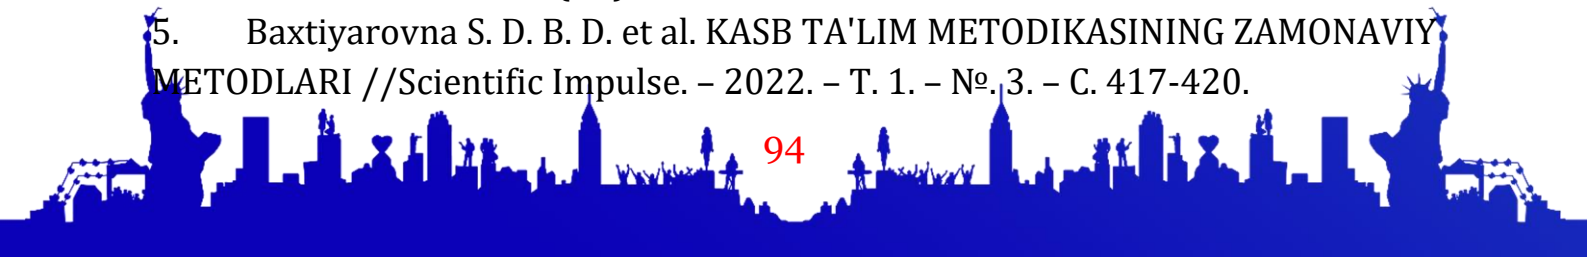 5. Baxtiyarovna S. D. B. D. et al. KASB TA'LIM METODIKASINING ZAMONAVIY
METODLARI //Scientific Impulse. – 2022. – T. 1. – №. 3. – C. 417-420.
94